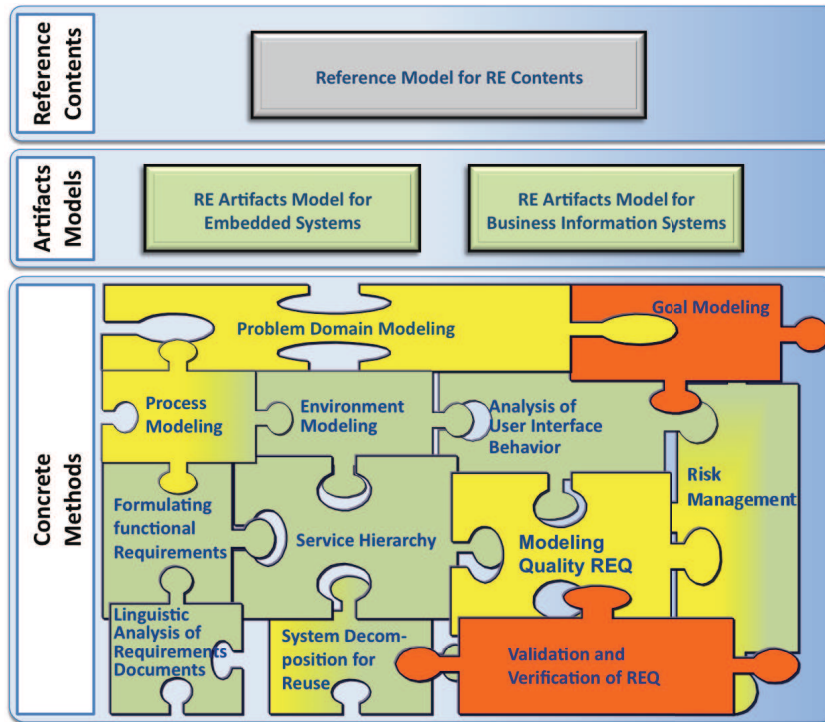 Reference
Contents
Reference Model for RE Contents
Artifacts
Models
RE Artifacts Model for
Embedded Systems
RE Artifacts Model for
Business Information Systems
Concrete
Methods
Problem Domain Modeling
Goal Modeling
Process
Modeling
Environment
Modeling
Analysis of
User Interface
Behavior
Risk
Management
Formulating
functional
Requirements
Service Hierarchy
Modeling
Quality REQ
Linguistic
Analysis of
Requirements
Documents
System Decom-
position for
Reuse
Validation and
Verification of REQ